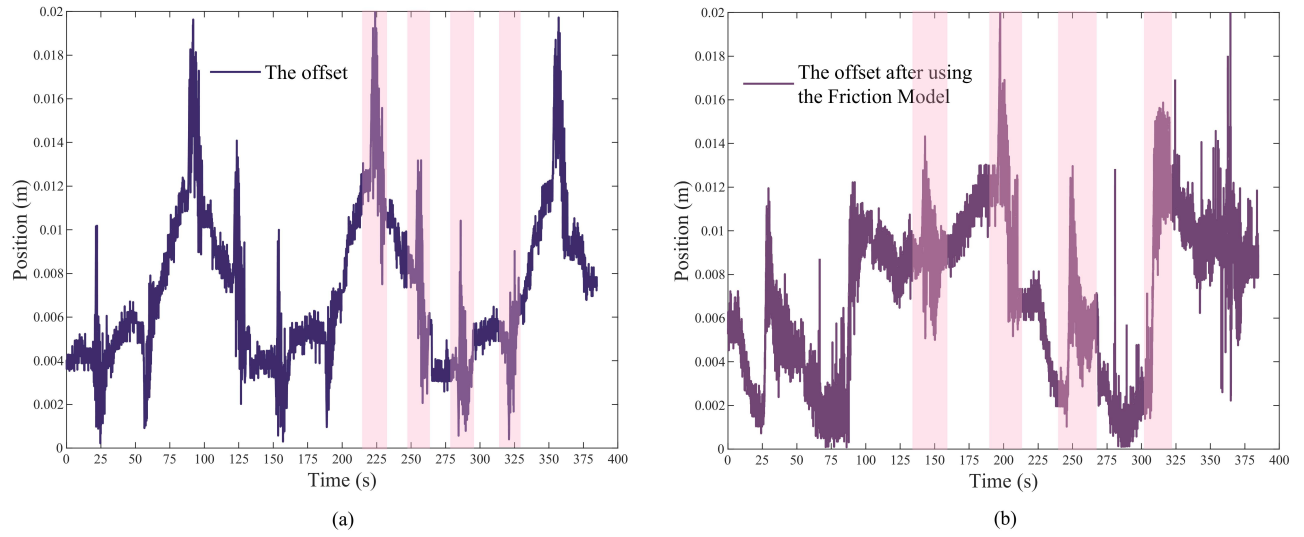 0.02
0.018
0.016
0.014
0.012
0.01
0.008
0.006
0.004
0.002
0
Position (m)
The offset
0 25 50 75 100 125 150 175 200 225 250 275 300 325 350 375 400
Time (s)
(a)
0.02
0.018
0.016
0.014
0.012
0.01
0.008
0.006
0.004
0.002
0
Position (m)
The offset after using
the Friction Model
0 25 50 75 100 125 150 175 200 225 250 275 300 325 350 375 400
Time (s)
(b)